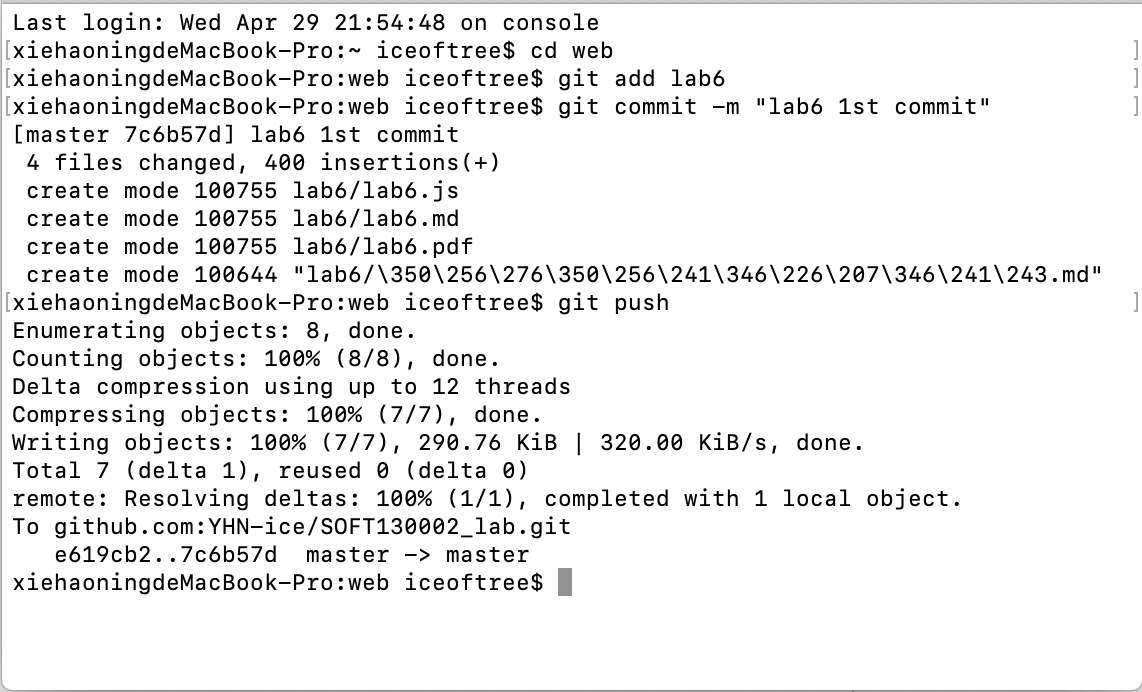 Last login: Wed Apr 29 21:54:48 on console
[xiehaoningdeMacBook-Pro:~ iceoftree$ cd web ]
[xiehaoningdeMacBook-Pro:web iceoftree$ git add lab6 ]
[xiehaoningdeMacBook-Pro:web iceoftree$ git commit -m "lab6 1st commit" ]
[master 7c6b57d] lab6 1st commit
 4 files changed, 400 insertions(+)
 create mode 100755 lab6/lab6.js
 create mode 100755 lab6/lab6.md
 create mode 100755 lab6/lab6.pdf
 create mode 100644 "lab6/\350\256\276\350\256\241\346\226\207\346\241\243.md"
[xiehaoningdeMacBook-Pro:web iceoftree$ git push ]
Enumerating objects: 8, done.
Counting objects: 100% (8/8), done.
Delta compression using up to 12 threads
Compressing objects: 100% (7/7), done.
Writing objects: 100% (7/7), 290.76 KiB | 320.00 KiB/s, done.
Total 7 (delta 1), reused 0 (delta 0)
remote: Resolving deltas: 100% (1/1), completed with 1 local object.
To github.com:YHN-ice/SOFT130002_lab.git
   e619cb2..7c6b57d  master -> master
xiehaoningdeMacBook-Pro:web iceoftree$